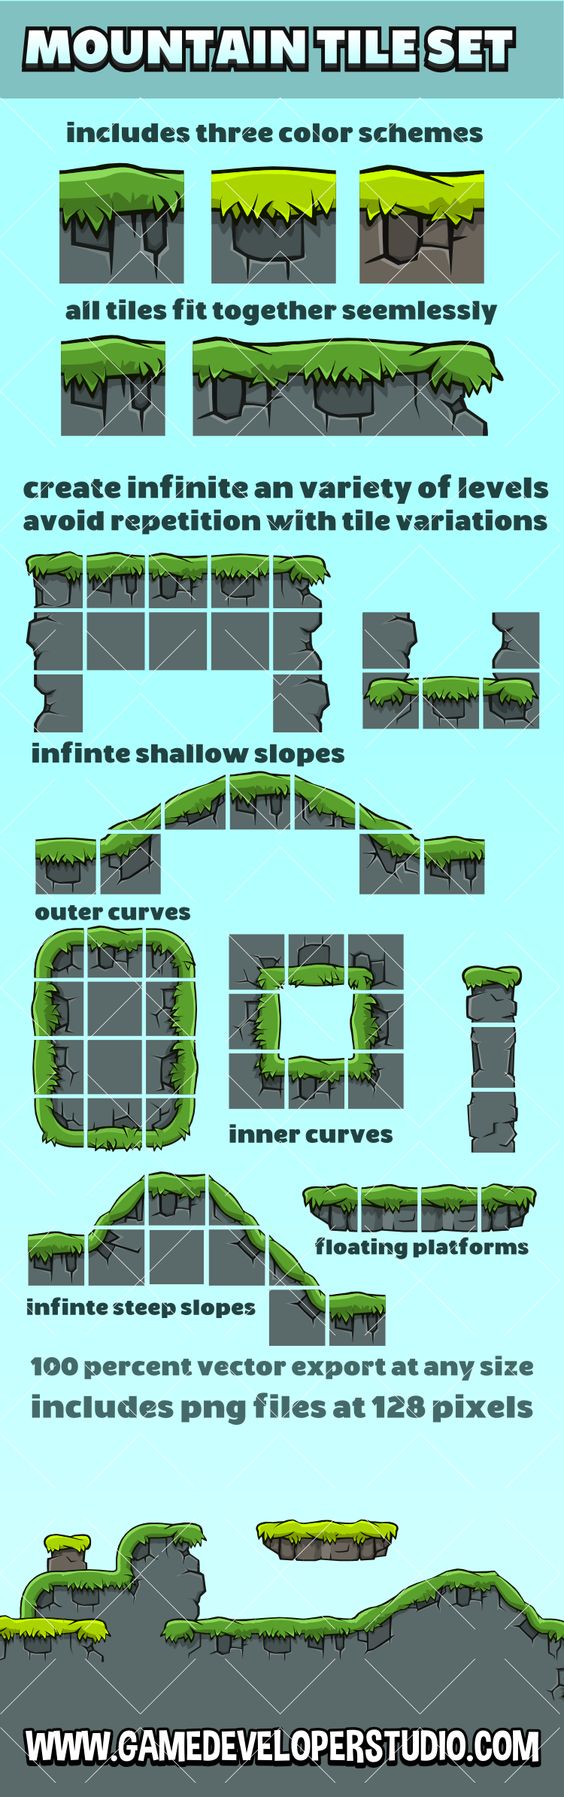 MOUNTAIN TILE SET
includes three color schemes
all tiles fit together seemlessly
create infinite an variety of levels
avoid repetition with tile variations
infinte shallow slopes
outer curves
inner curves
floating platforms
infinte steep slopes
100 percent vector export at any size
includes png files at 128 pixels
WWW.GAMEDEVELOPERSTUDIO.COM